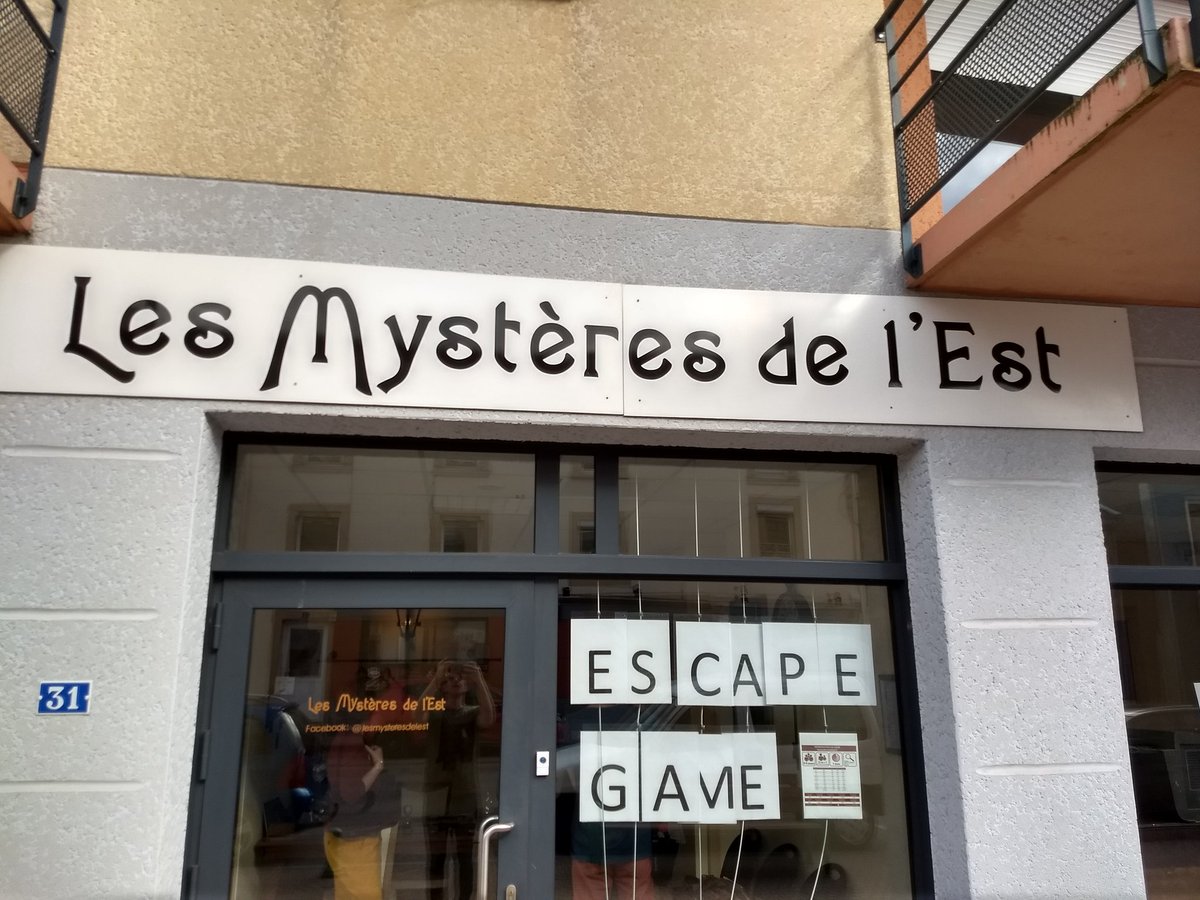 Les Mystères de l'Est
31
Les Mystères de l'Est
Facebook: @lesmysteresdelest
ESCAPE
GAME